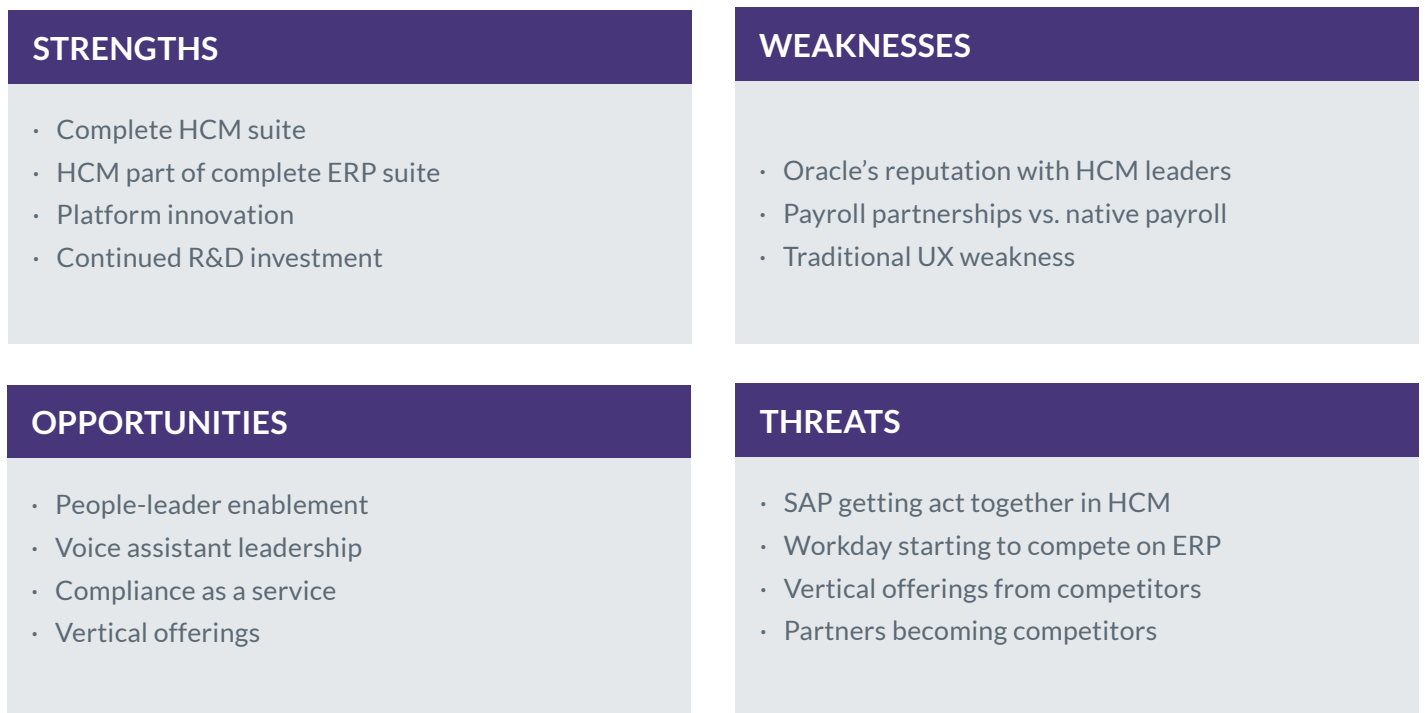 STRENGTHS
· Complete HCM suite
· HCM part of complete ERP suite
· Platform innovation
· Continued R&D investment
WEAKNESSES
· Oracle’s reputation with HCM leaders
· Payroll partnerships vs. native payroll
· Traditional UX weakness
OPPORTUNITIES
· People-leader enablement
· Voice assistant leadership
· Compliance as a service
· Vertical offerings
THREATS
· SAP getting act together in HCM
· Workday starting to compete on ERP
· Vertical offerings from competitors
· Partners becoming competitors